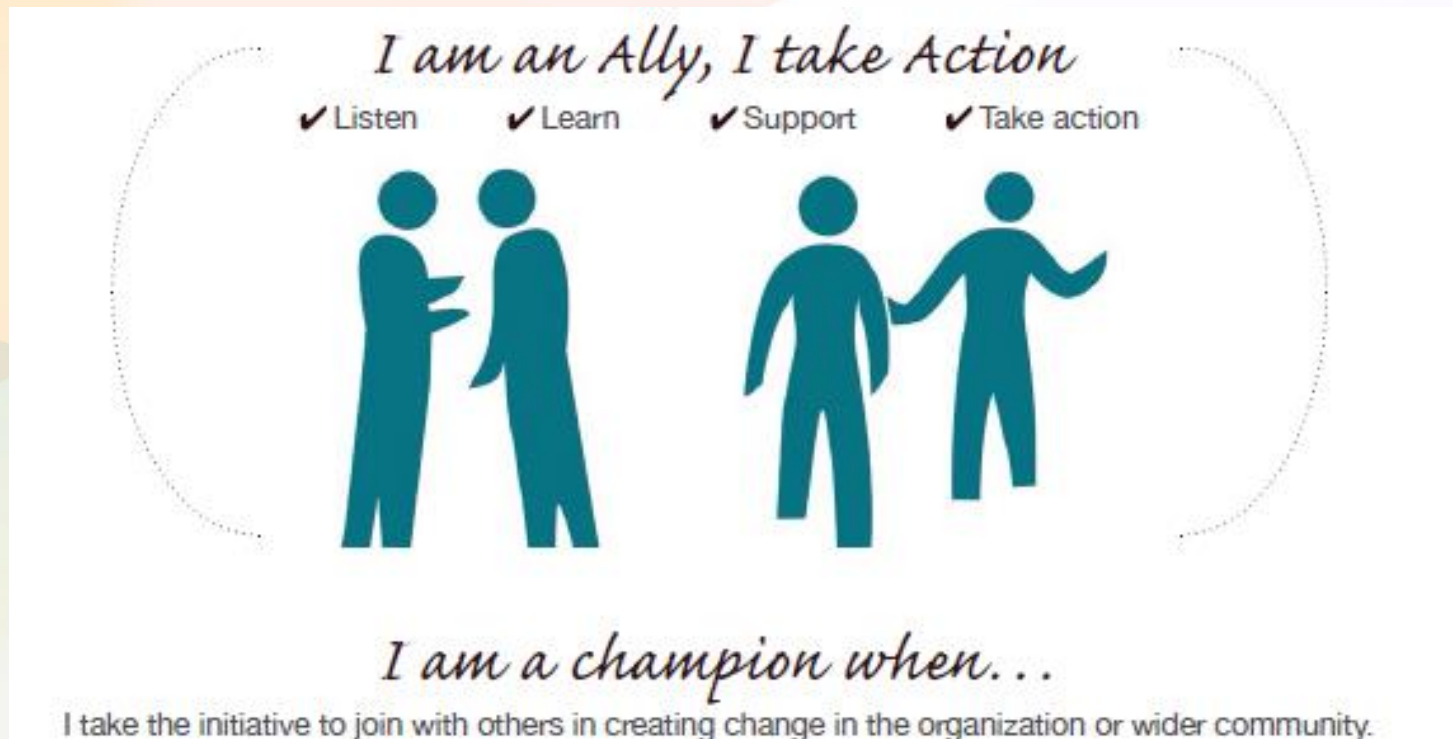 I am an Ally, I take Action
✔ Listen ✔ Learn ✔ Support ✔ Take action
I am a champion when...
I take the initiative to join with others in creating change in the organization or wider community.